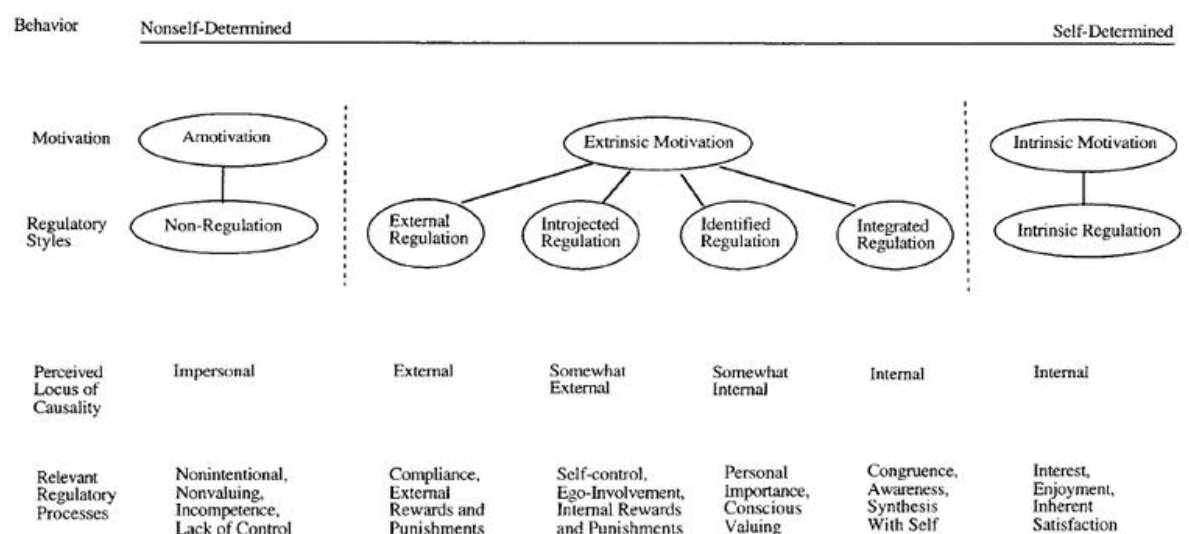 Behavior Nonself-Determined Self-Determined
Motivation Amotivation Extrinsic Motivation Intrinsic Motivation
Regulatory
Styles
Non-Regulation
External
Regulation
Introjected
Regulation
Identified
Regulation
Integrated
Regulation
Intrinsic Regulation
Perceived
Locus of
Causality
Impersonal
External
Somewhat
External
Somewhat
Internal
Internal
Internal
Relevant
Regulatory
Processes
Nonintentional,
Nonvaluing,
Incompetence,
Lack of Control
Compliance,
External
Rewards and
Punishments
Self-control,
Ego-Involvement,
Internal Rewards
and Punishments
Personal
Importance,
Conscious
Valuing
Congruence,
Awareness,
Synthesis
With Self
Interest,
Enjoyment,
Inherent
Satisfaction